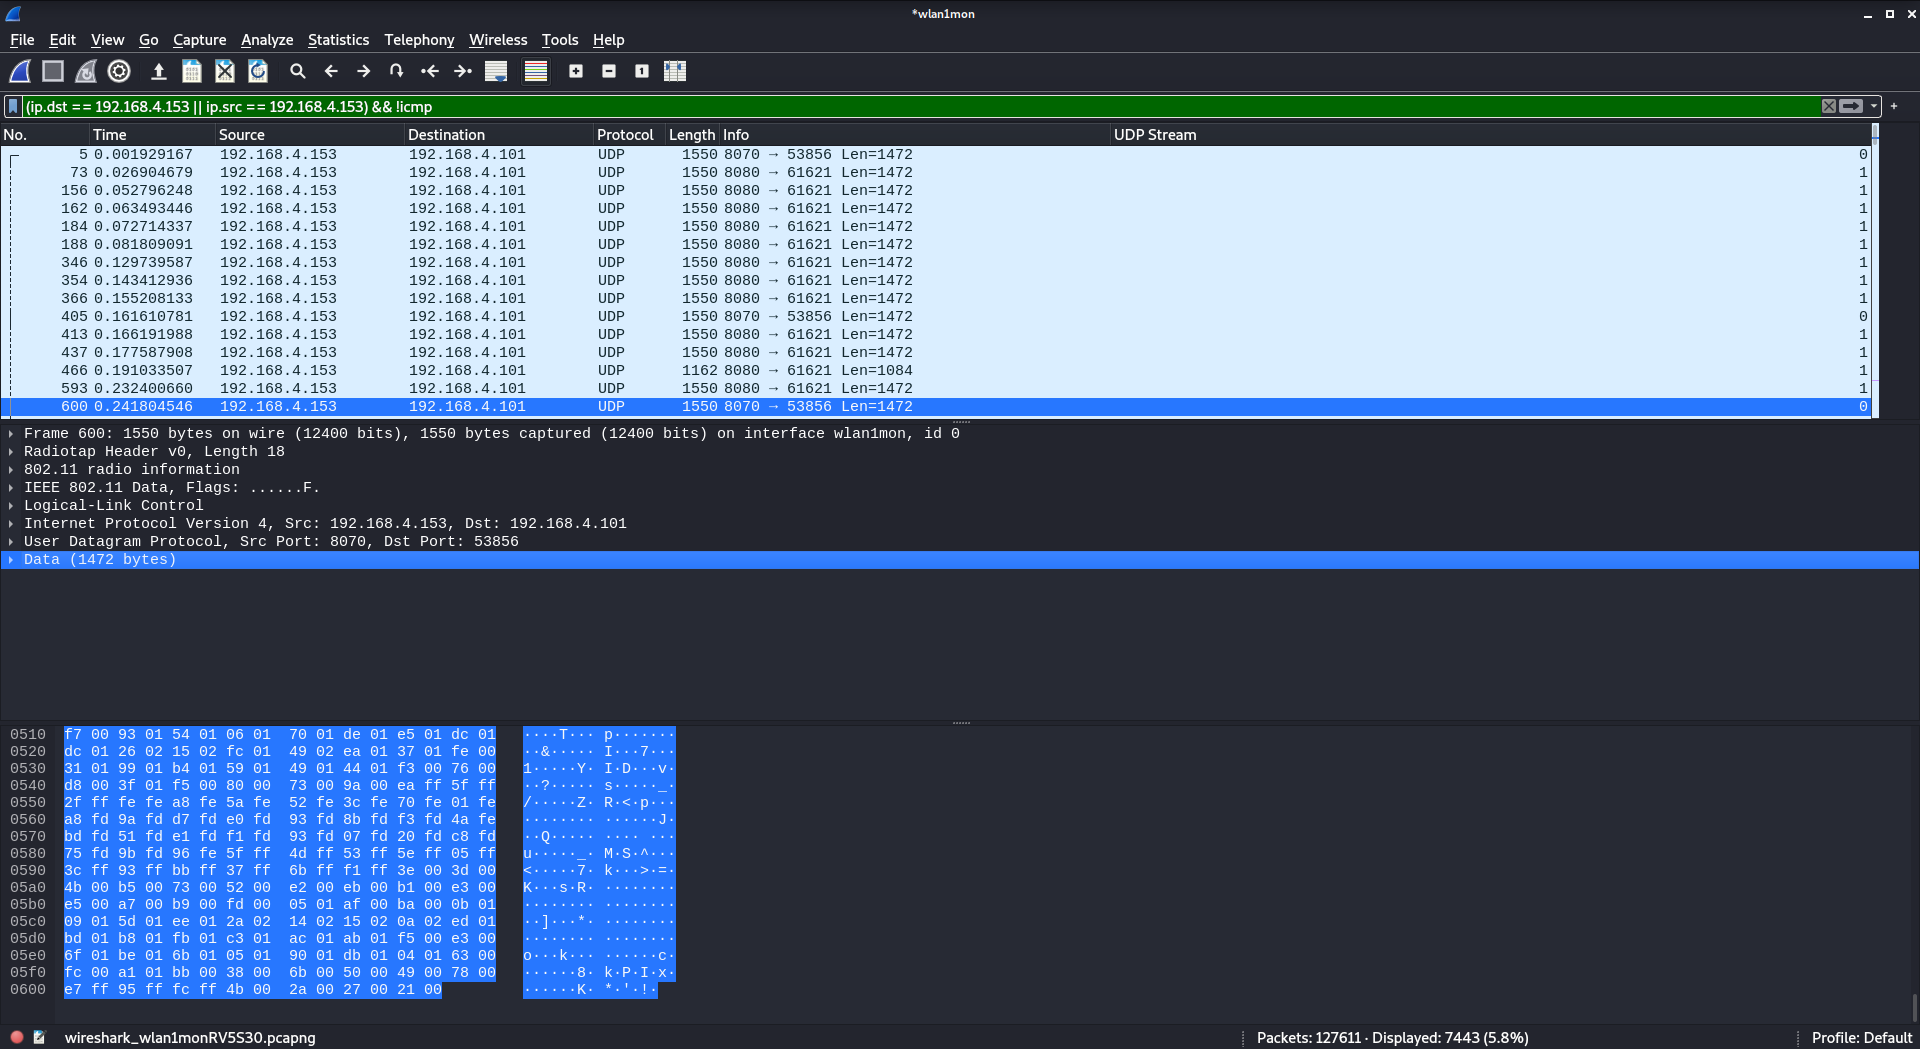 *wlan1mon
File Edit View Go Capture Analyze Statistics Telephony Wireless Tools Help
(ip.dst == 192.168.4.153 || ip.src == 192.168.4.153) && !icmp
No. Time Source Destination Protocol Length Info UDP Stream
5 0.001929167 192.168.4.153 192.168.4.101 UDP 1550 8070 → 53856 Len=1472 0
73 0.026904679 192.168.4.153 192.168.4.101 UDP 1550 8080 → 61621 Len=1472 1
156 0.052796248 192.168.4.153 192.168.4.101 UDP 1550 8080 → 61621 Len=1472 1
162 0.063493446 192.168.4.153 192.168.4.101 UDP 1550 8080 → 61621 Len=1472 1
184 0.072714337 192.168.4.153 192.168.4.101 UDP 1550 8080 → 61621 Len=1472 1
188 0.081809091 192.168.4.153 192.168.4.101 UDP 1550 8080 → 61621 Len=1472 1
346 0.129739587 192.168.4.153 192.168.4.101 UDP 1550 8080 → 61621 Len=1472 1
354 0.143412936 192.168.4.153 192.168.4.101 UDP 1550 8080 → 61621 Len=1472 1
366 0.155208133 192.168.4.153 192.168.4.101 UDP 1550 8080 → 61621 Len=1472 1
405 0.161610781 192.168.4.153 192.168.4.101 UDP 1550 8070 → 53856 Len=1472 0
413 0.166191988 192.168.4.153 192.168.4.101 UDP 1550 8080 → 61621 Len=1472 1
437 0.177587908 192.168.4.153 192.168.4.101 UDP 1550 8080 → 61621 Len=1472 1
466 0.191033507 192.168.4.153 192.168.4.101 UDP 1162 8080 → 61621 Len=1084 1
593 0.232400660 192.168.4.153 192.168.4.101 UDP 1550 8080 → 61621 Len=1472 1
600 0.241804546 192.168.4.153 192.168.4.101 UDP 1550 8070 → 53856 Len=1472 0
Frame 600: 1550 bytes on wire (12400 bits), 1550 bytes captured (12400 bits) on interface wlan1mon, id 0
Radiotap Header v0, Length 18
802.11 radio information
IEEE 802.11 Data, Flags: ......F.
Logical-Link Control
Internet Protocol Version 4, Src: 192.168.4.153, Dst: 192.168.4.101
User Datagram Protocol, Src Port: 8070, Dst Port: 53856
Data (1472 bytes)
0510 f7 00 93 01 54 01 06 01 70 01 de 01 e5 01 dc 01 ····T··· p·······
0520 dc 01 26 02 15 02 fc 01 49 02 ea 01 37 01 fe 00 ··&····· I···7···
0530 31 01 99 01 b4 01 59 01 49 01 44 01 f3 00 76 00 1·····Y· I·D···v·
0540 d8 00 3f 01 f5 00 80 00 73 00 9a 00 ea ff 5f ff ··?····· s·····_·
0550 2f ff fe fe a8 fe 5a fe 52 fe 3c fe 70 fe 01 fe /·····Z· R·<·p···
0560 a8 fd 9a fd d7 fd e0 fd 93 fd 8b fd f3 fd 4a fe ········ ······J·
0570 bd fd 51 fd e1 fd f1 fd 93 fd 07 fd 20 fd c8 fd ··Q····· ···· ···
0580 75 fd 9b fd 96 fe 5f ff 4d ff 53 ff 5e ff 05 ff u·····_· M·S·^···
0590 3c ff 93 ff bb ff 37 ff 6b ff f1 ff 3e 00 3d 00 <·····7· k···>·=·
05a0 4b 00 b5 00 73 00 52 00 e2 00 eb 00 b1 00 e3 00 K···s·R· ········
05b0 e5 00 a7 00 b9 00 fd 00 05 01 af 00 ba 00 0b 01 ········ ········
05c0 09 01 5d 01 ee 01 2a 02 14 02 15 02 0a 02 ed 01 ··]···*· ········
05d0 bd 01 b8 01 fb 01 c3 01 ac 01 ab 01 f5 00 e3 00 ········ ········
05e0 6f 01 be 01 6b 01 05 01 90 01 db 01 04 01 63 00 o···k··· ······c·
05f0 fc 00 a1 01 bb 00 38 00 6b 00 50 00 49 00 78 00 ······8· k·P·I·x·
0600 e7 ff 95 ff fc ff 4b 00 2a 00 27 00 21 00 ······K· *·'·!·
wireshark_wlan1monRV5S30.pcapng Packets: 127611 · Displayed: 7443 (5.8%) Profile: Default